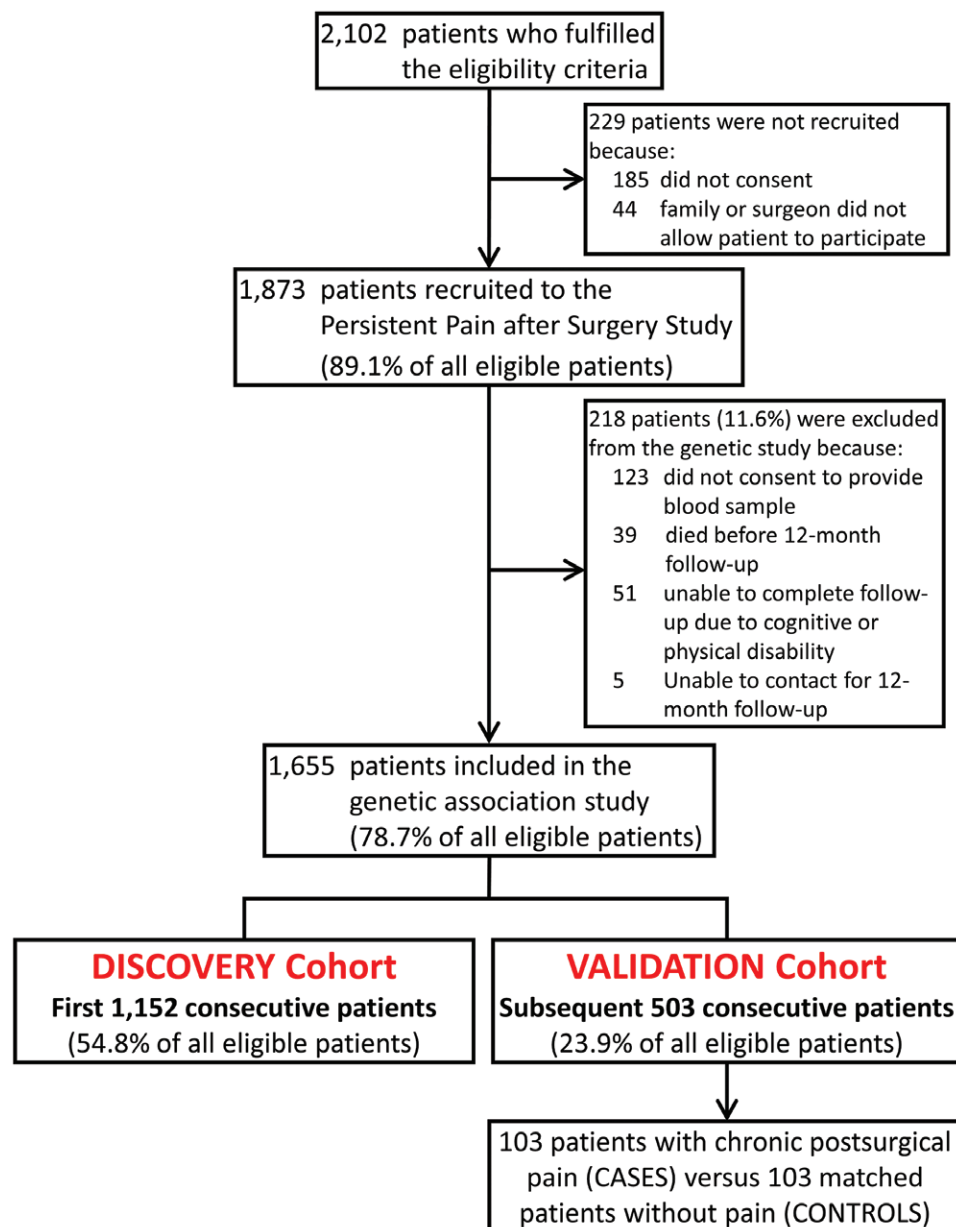 2,102 patients who fulfilled
the eligibility criteria
229 patients were not recruited
because:
185 did not consent
44 family or surgeon did not
allow patient to participate
1,873 patients recruited to the
Persistent Pain after Surgery Study
(89.1% of all eligible patients)
218 patients (11.6%) were excluded
from the genetic study because:
123 did not consent to provide
blood sample
39 died before 12-month
follow-up
51 unable to complete follow-
up due to cognitive or
physical disability
5 Unable to contact for 12-
month follow-up
1,655 patients included in the
genetic association study
(78.7% of all eligible patients)
DISCOVERY Cohort
First 1,152 consecutive patients
(54.8% of all eligible patients)
VALIDATION Cohort
Subsequent 503 consecutive patients
(23.9% of all eligible patients)
103 patients with chronic postsurgical
pain (CASES) versus 103 matched
patients without pain (CONTROLS)